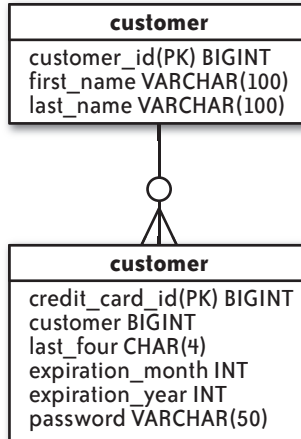 customer
customer_id(PK) BIGINT
first_name VARCHAR(100)
last_name VARCHAR(100)
customer
credit_card_id(PK) BIGINT
customer BIGINT
last_four CHAR(4)
expiration_month INT
expiration_year INT
password VARCHAR(50)